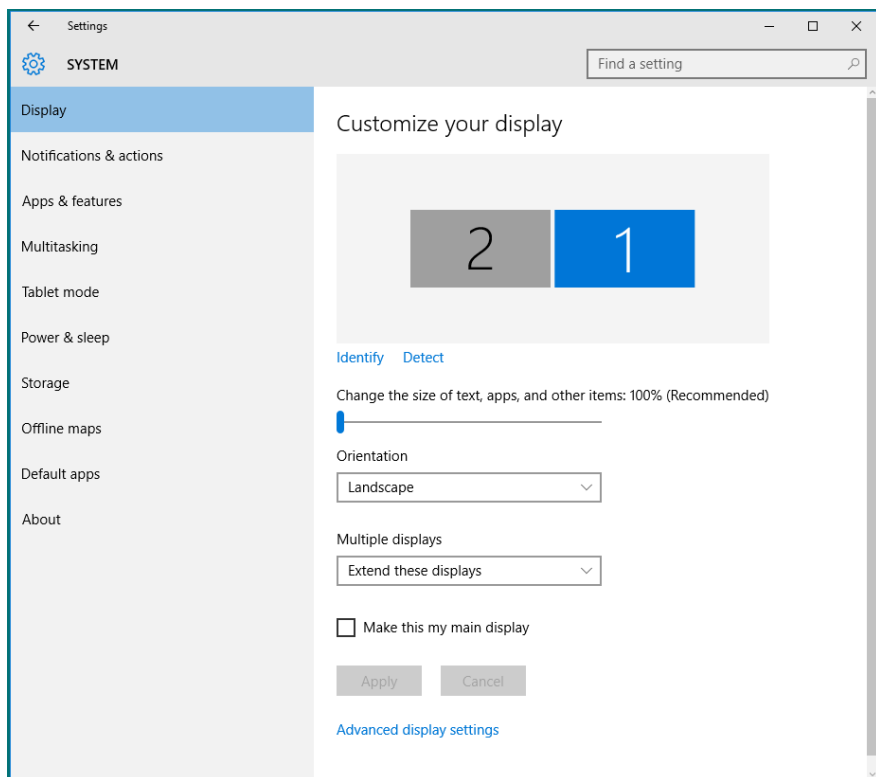 Settings
SYSTEM
Find a setting
Display
Notifications & actions
Apps & features
Multitasking
Tablet mode
Power & sleep
Storage
Offline maps
Default apps
About
Customize your display
2 1
Identify Detect
Change the size of text, apps, and other items: 100% (Recommended)
Orientation
Landscape
Multiple displays
Extend these displays
Make this my main display
Apply Cancel
Advanced display settings